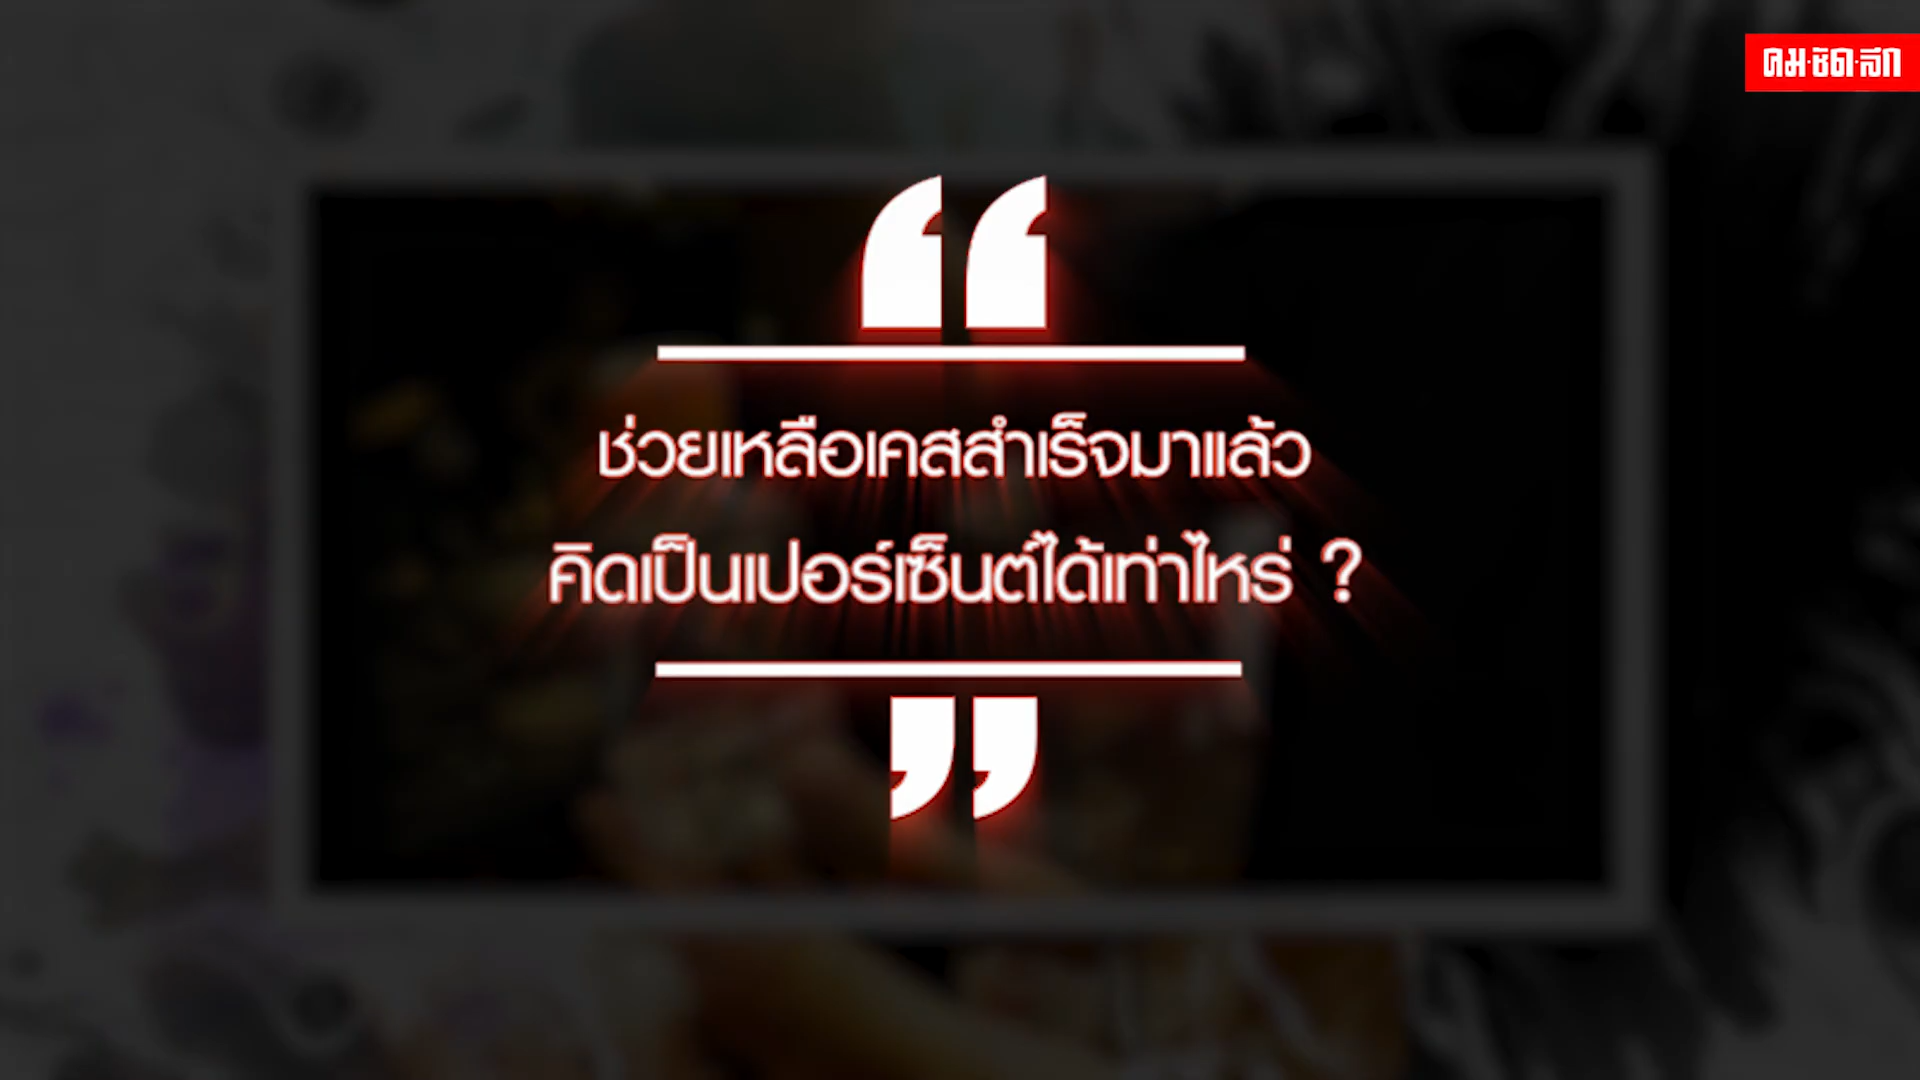 คม·ชัด·ลึก
“
ช่วยเหลือเคสสำเร็จมาแล้ว
คิดเป็นเปอร์เซ็นต์ได้เท่าไหร่ ?
”